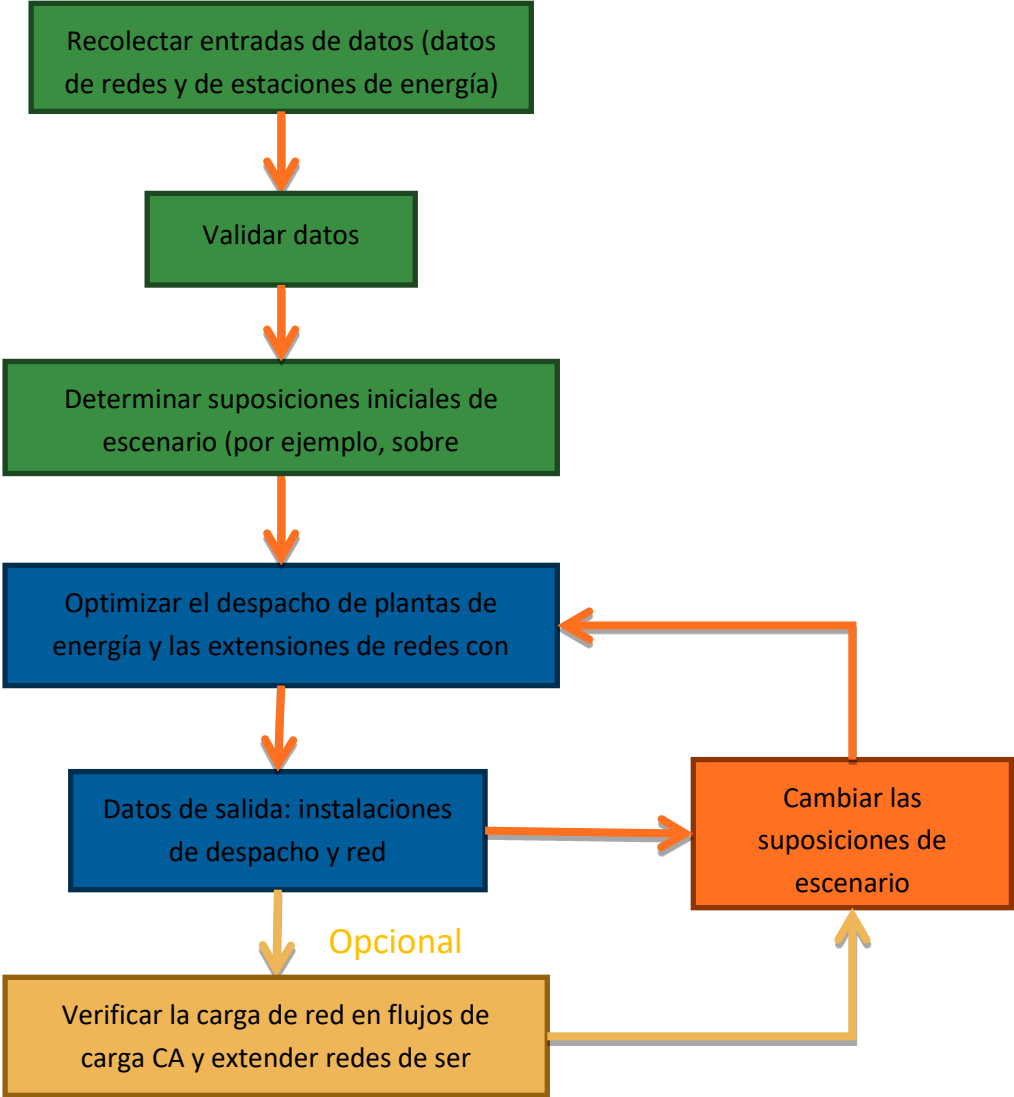 Recolectar entradas de datos (datos
de redes y de estaciones de energía)
Validar datos
Determinar suposiciones iniciales de
escenario (por ejemplo, sobre
Optimizar el despacho de plantas de
energía y las extensiones de redes con
Datos de salida: instalaciones
de despacho y red
Cambiar las
suposiciones de
escenario
Opcional
Verificar la carga de red en flujos de
carga CA y extender redes de ser